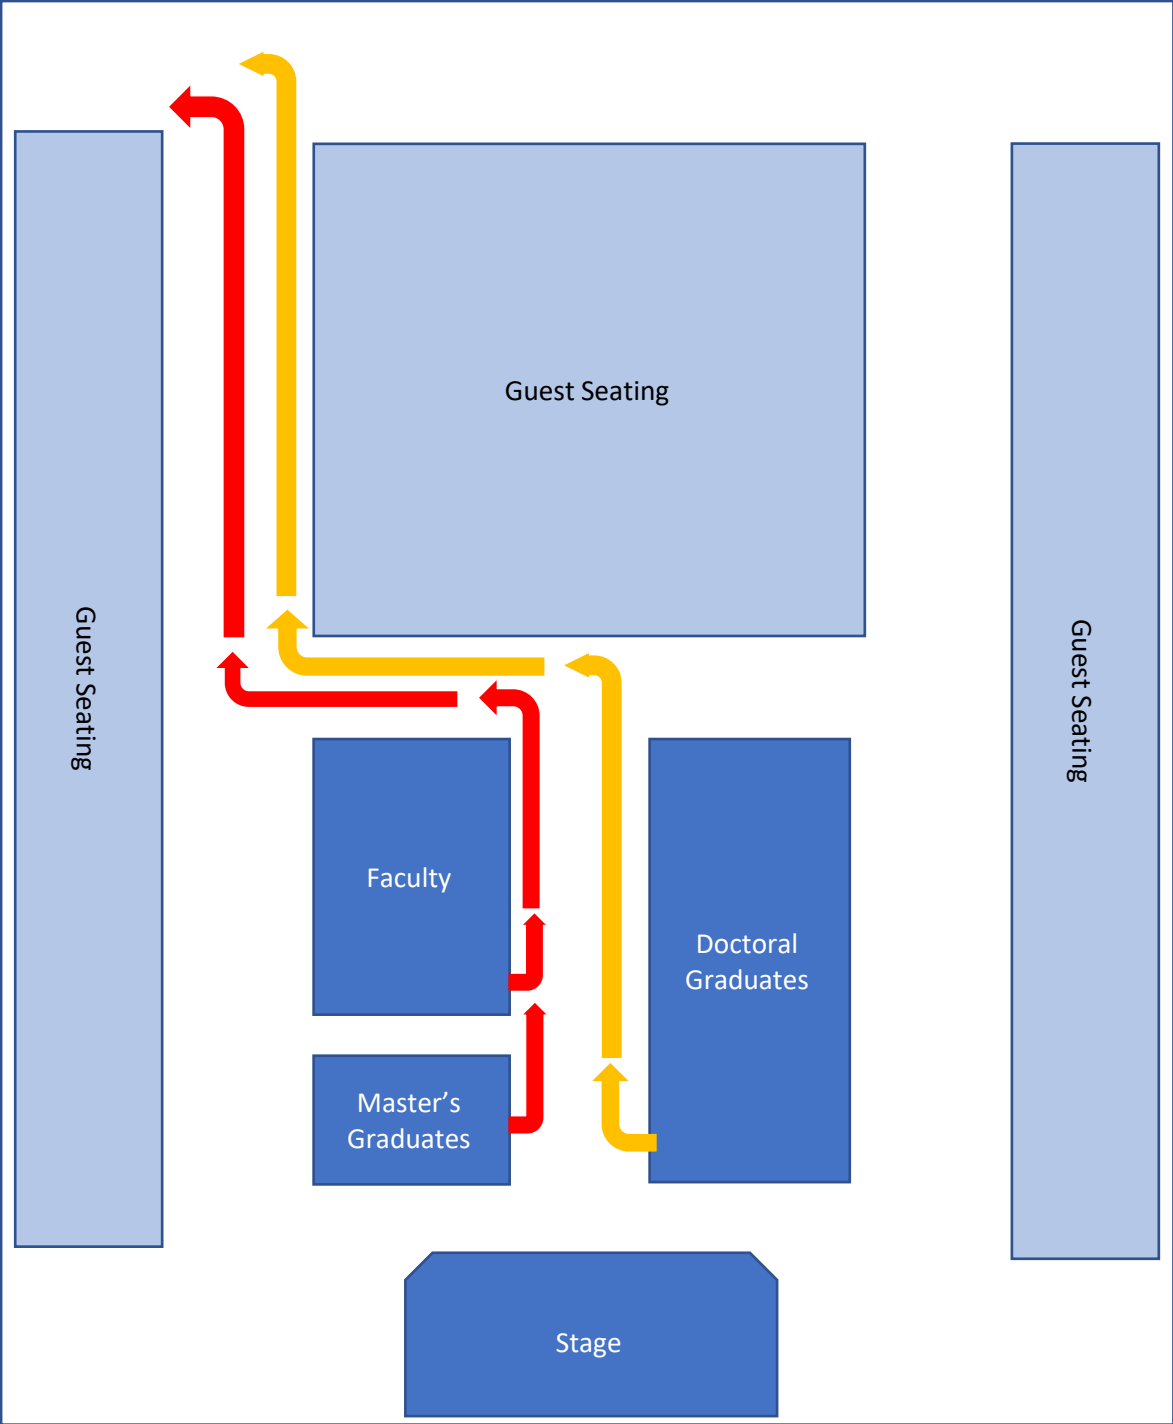 Guest Seating
Guest Seating
Guest Seating
Faculty
Doctoral
Graduates
Master’s
Graduates
Stage